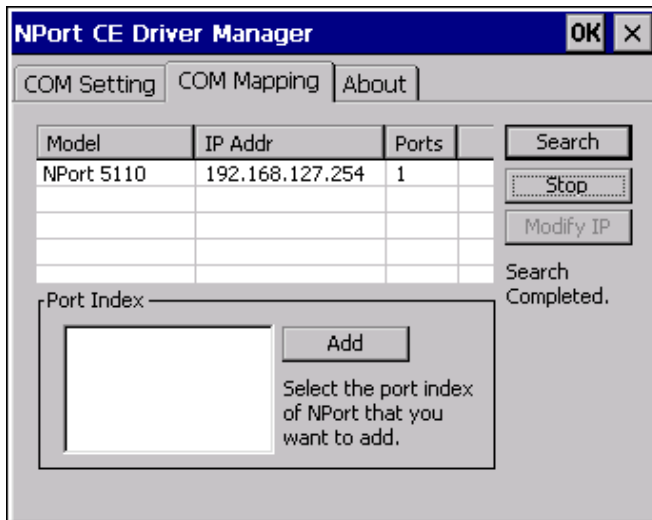 NPort CE Driver Manager OK ×
COM Setting COM Mapping About
Model IP Addr Ports Search
NPort 5110 192.168.127.254 1
Stop
Modify IP
Search
Completed.
Port Index
Add
Select the port index
of NPort that you
want to add.